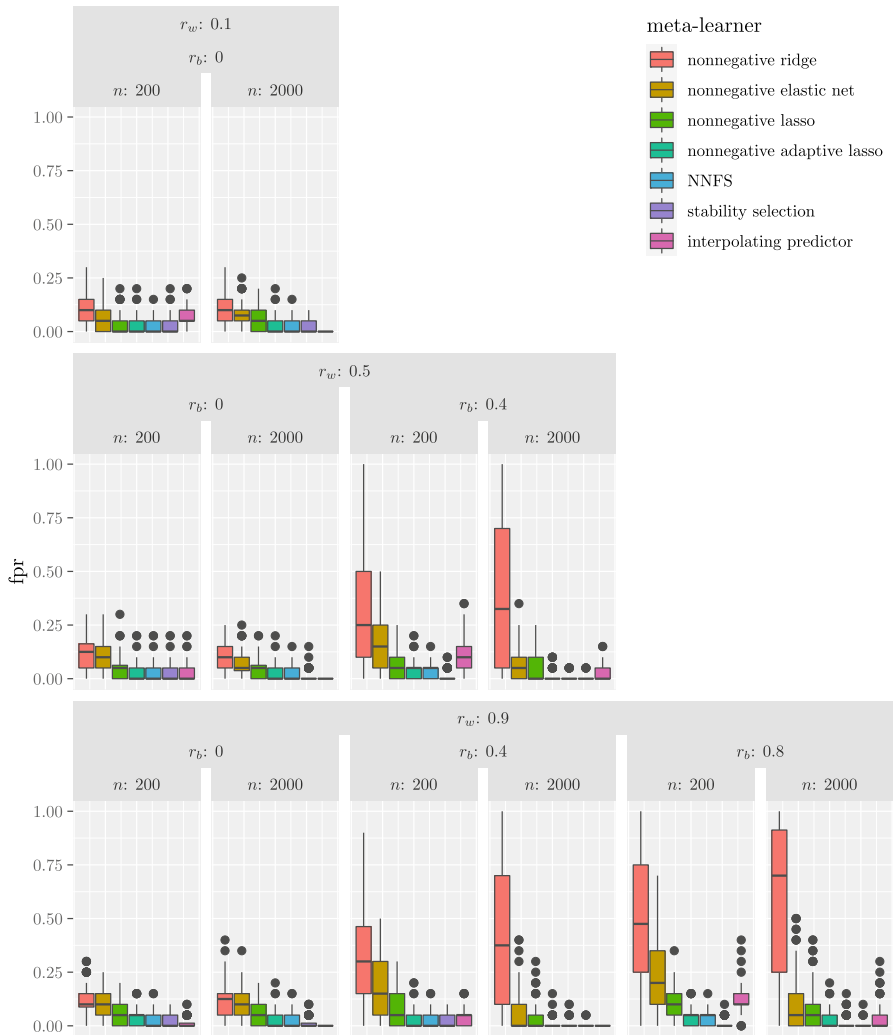 r_w: 0.1
r_b: 0
n: 200
n: 2000
1.00
0.75
0.50
0.25
0.00
meta-learner
nonnegative ridge
nonnegative elastic net
nonnegative lasso
nonnegative adaptive lasso
NNFS
stability selection
interpolating predictor
fpr
r_w: 0.5
r_b: 0
r_b: 0.4
n: 200
n: 2000
n: 200
n: 2000
1.00
0.75
0.50
0.25
0.00
r_w: 0.9
r_b: 0
r_b: 0.4
r_b: 0.8
n: 200
n: 2000
n: 200
n: 2000
n: 200
n: 2000
1.00
0.75
0.50
0.25
0.00